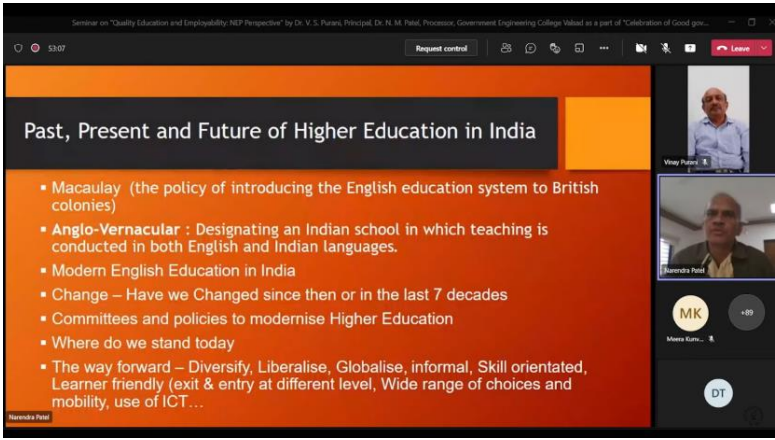 Seminar on "Quality Education and Employability: NEP Perspective" by Dr. V. S. Purani, Principal, Dr. N. M. Patel, Processor, Government Engineering College Valsad as a part of "Celebration of Good gov...
53:07
Request control
Leave
Past, Present and Future of Higher Education in India
Vinay Purani
▪ Macaulay (the policy of introducing the English education system to British
colonies)
▪ Anglo-Vernacular : Designating an Indian school in which teaching is
conducted in both English and Indian languages.
▪ Modern English Education in India
▪ Change – Have we Changed since then or in the last 7 decades
▪ Committees and policies to modernise Higher Education
▪ Where do we stand today
▪ The way forward – Diversify, Liberalise, Globalise, informal, Skill orientated,
Learner friendly (exit & entry at different level, Wide range of choices and
mobility, use of ICT...
Narendra Patel
Narendra Patel
MK
+89
Meera Kunv...
DT